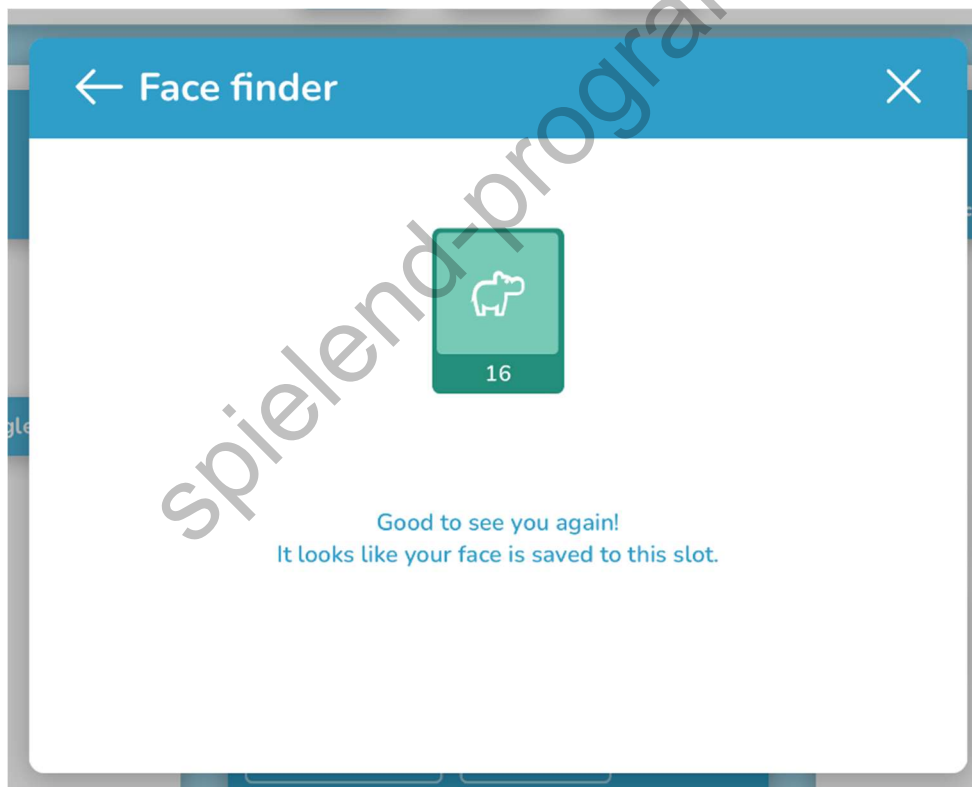 Face finder
16
Good to see you again!
It looks like your face is saved to this slot.
gle
spielend-progra